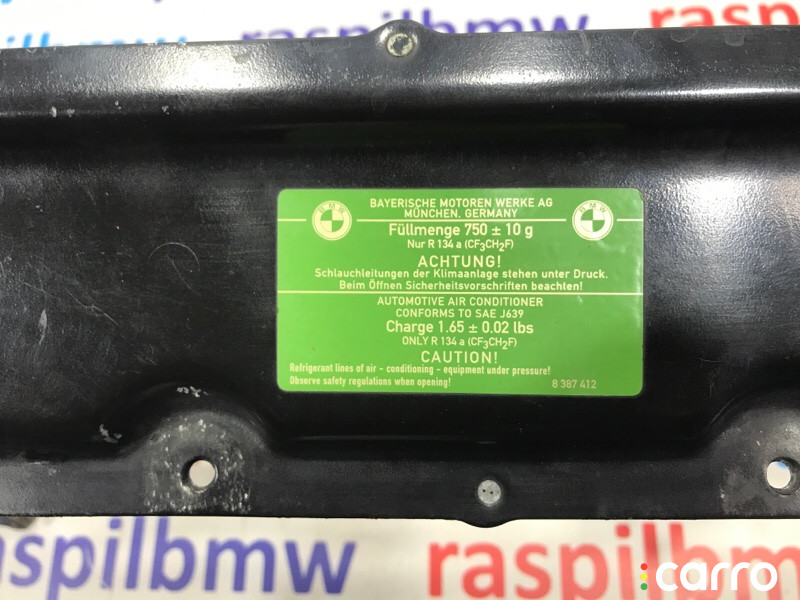 raspilbmw raspilbmw
BAYERISCHE MOTOREN WERKE AG
MÜNCHEN. GERMANY
BMW
BMW
Füllmenge 750 ± 10 g
Nur R 134 a (CF3CH2F)
ACHTUNG!
Schlauchleitungen der Klimaanlage stehen unter Druck.
Beim Öffnen Sicherheitsvorschriften beachten!
AUTOMOTIVE AIR CONDITIONER
CONFORMS TO SAE J639
Charge 1.65 ± 0.02 lbs
ONLY R 134 a (CF3CH2F)
CAUTION!
Refrigerant lines of air - conditioning - equipment under pressure!
Observe safety regulations when opening!
8 387 412
raspilbmw raspilbmw
carro